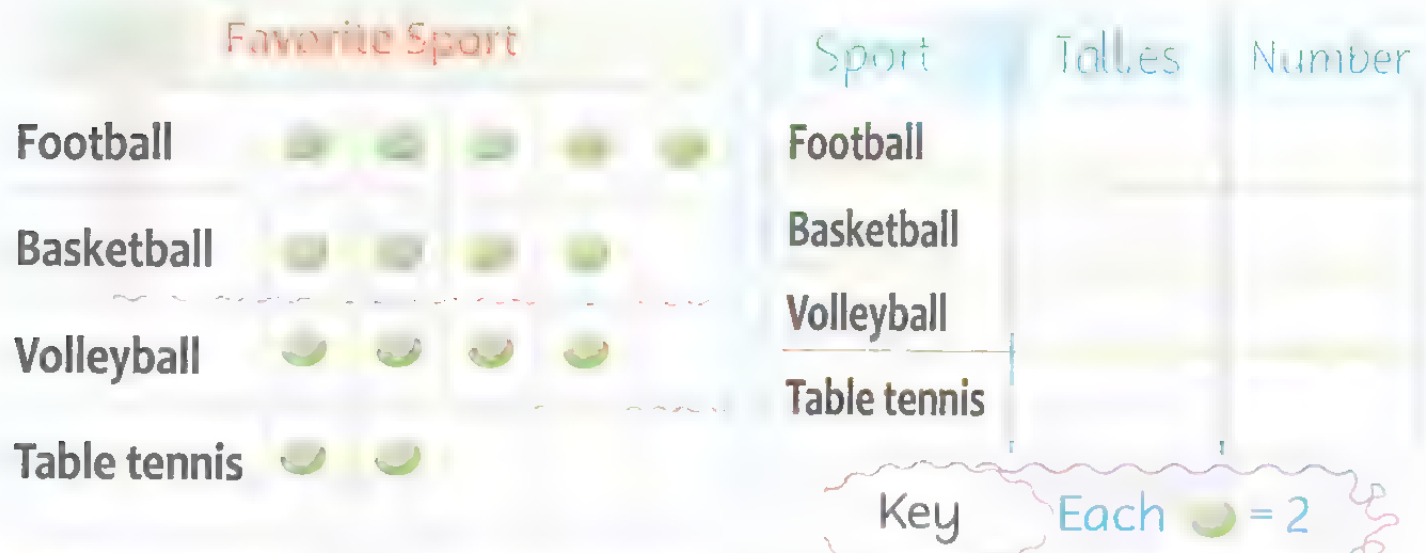 Favorite Sport
Football
Basketball
Volleyball
Table tennis
Sport Tallies Number
Football
Basketball
Volleyball
Table tennis
Key Each = 2